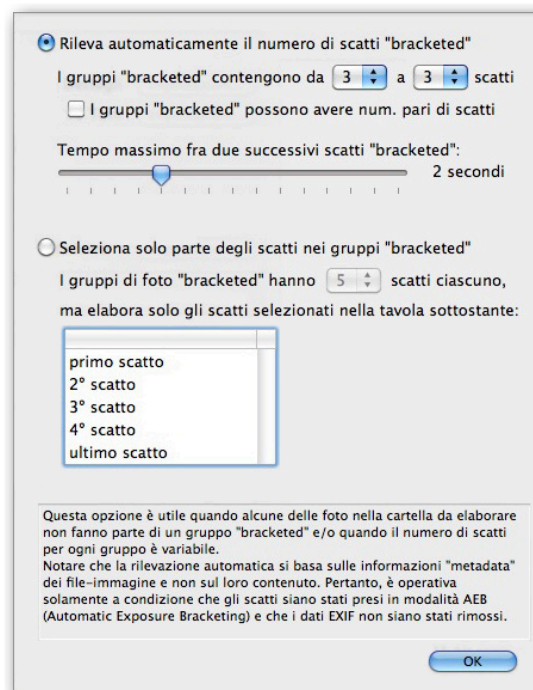 Rileva automaticamente il numero di scatti "bracketed"
I gruppi "bracketed" contengono da 3 a 3 scatti
I gruppi "bracketed" possono avere num. pari di scatti
Tempo massimo fra due successivi scatti "bracketed":
2 secondi
Seleziona solo parte degli scatti nei gruppi "bracketed"
I gruppi di foto "bracketed" hanno 5 scatti ciascuno,
ma elabora solo gli scatti selezionati nella tavola sottostante:
primo scatto
2° scatto
3° scatto
4° scatto
ultimo scatto
Questa opzione è utile quando alcune delle foto nella cartella da elaborare
non fanno parte di un gruppo "bracketed" e/o quando il numero di scatti
per ogni gruppo è variabile.
Notare che la rilevazione automatica si basa sulle informazioni "metadata"
dei file-immagine e non sul loro contenuto. Pertanto, è operativa
solamente a condizione che gli scatti siano stati presi in modalità AEB
(Automatic Exposure Bracketing) e che i dati EXIF non siano stati rimossi.
OK